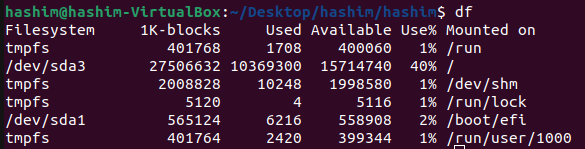 hashim@hashim-VirtualBox:~/Desktop/hashim/hashim$ df
Filesystem     1K-blocks     Used Available Use% Mounted on
tmpfs             401768     1708    400060   1% /run
/dev/sda3       27506632 10369300  15714740  40% /
tmpfs            2008828    10248   1998580   1% /dev/shm
tmpfs               5120        4      5116   1% /run/lock
/dev/sda1         565124     6216    558908   2% /boot/efi
tmpfs             401764     2420    399344   1% /run/user/1000